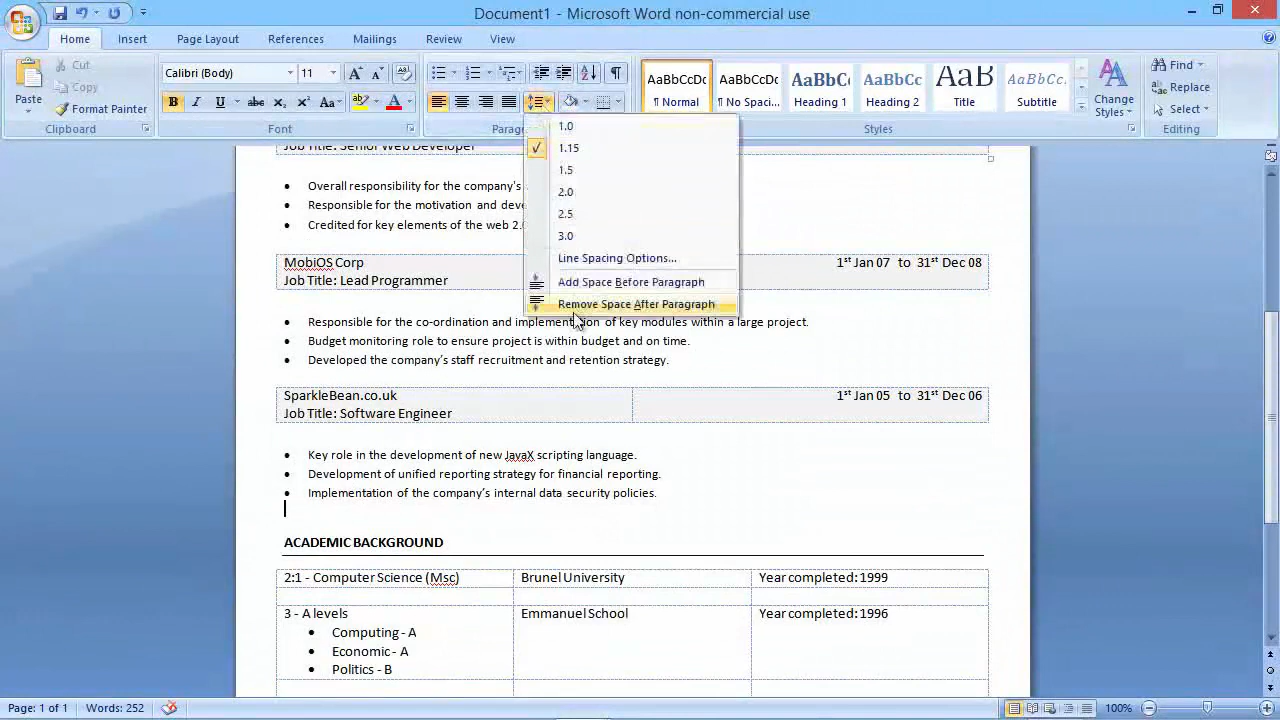 Document1 - Microsoft Word non-commercial use
Home Insert Page Layout References Mailings Review View
Paste
Cut
Copy
Format Painter
Clipboard
Calibri (Body) 11
B I U abe X₂ X² Aa A
Font
Parag
AaBbCcDc AaBbCcDc AaBbCc AaBbCc AaB AaBbCc.
¶ Normal ¶ No Spaci... Heading 1 Heading 2 Title Subtitle
Change Styles
Styles
Find
Replace
Select
Editing
1.0
1.15
1.5
2.0
2.5
3.0
Line Spacing Options...
Add Space Before Paragraph
Remove Space After Paragraph
Job Title: Senior Web Developer
• Overall responsibility for the company's
• Responsible for the motivation and deve
• Credited for key elements of the web 2.0
MobiOS Corp 1st Jan 07 to 31st Dec 08
Job Title: Lead Programmer
• Responsible for the co-ordination and implementation of key modules within a large project.
• Budget monitoring role to ensure project is within budget and on time.
• Developed the company's staff recruitment and retention strategy.
SparkleBean.co.uk 1st Jan 05 to 31st Dec 06
Job Title: Software Engineer
• Key role in the development of new JavaX scripting language.
• Development of unified reporting strategy for financial reporting.
• Implementation of the company's internal data security policies.
ACADEMIC BACKGROUND
2:1 - Computer Science (Msc) Brunel University Year completed: 1999
3 - A levels Emmanuel School Year completed: 1996
• Computing - A
• Economic - A
• Politics - B
Page: 1 of 1 Words: 252 100%